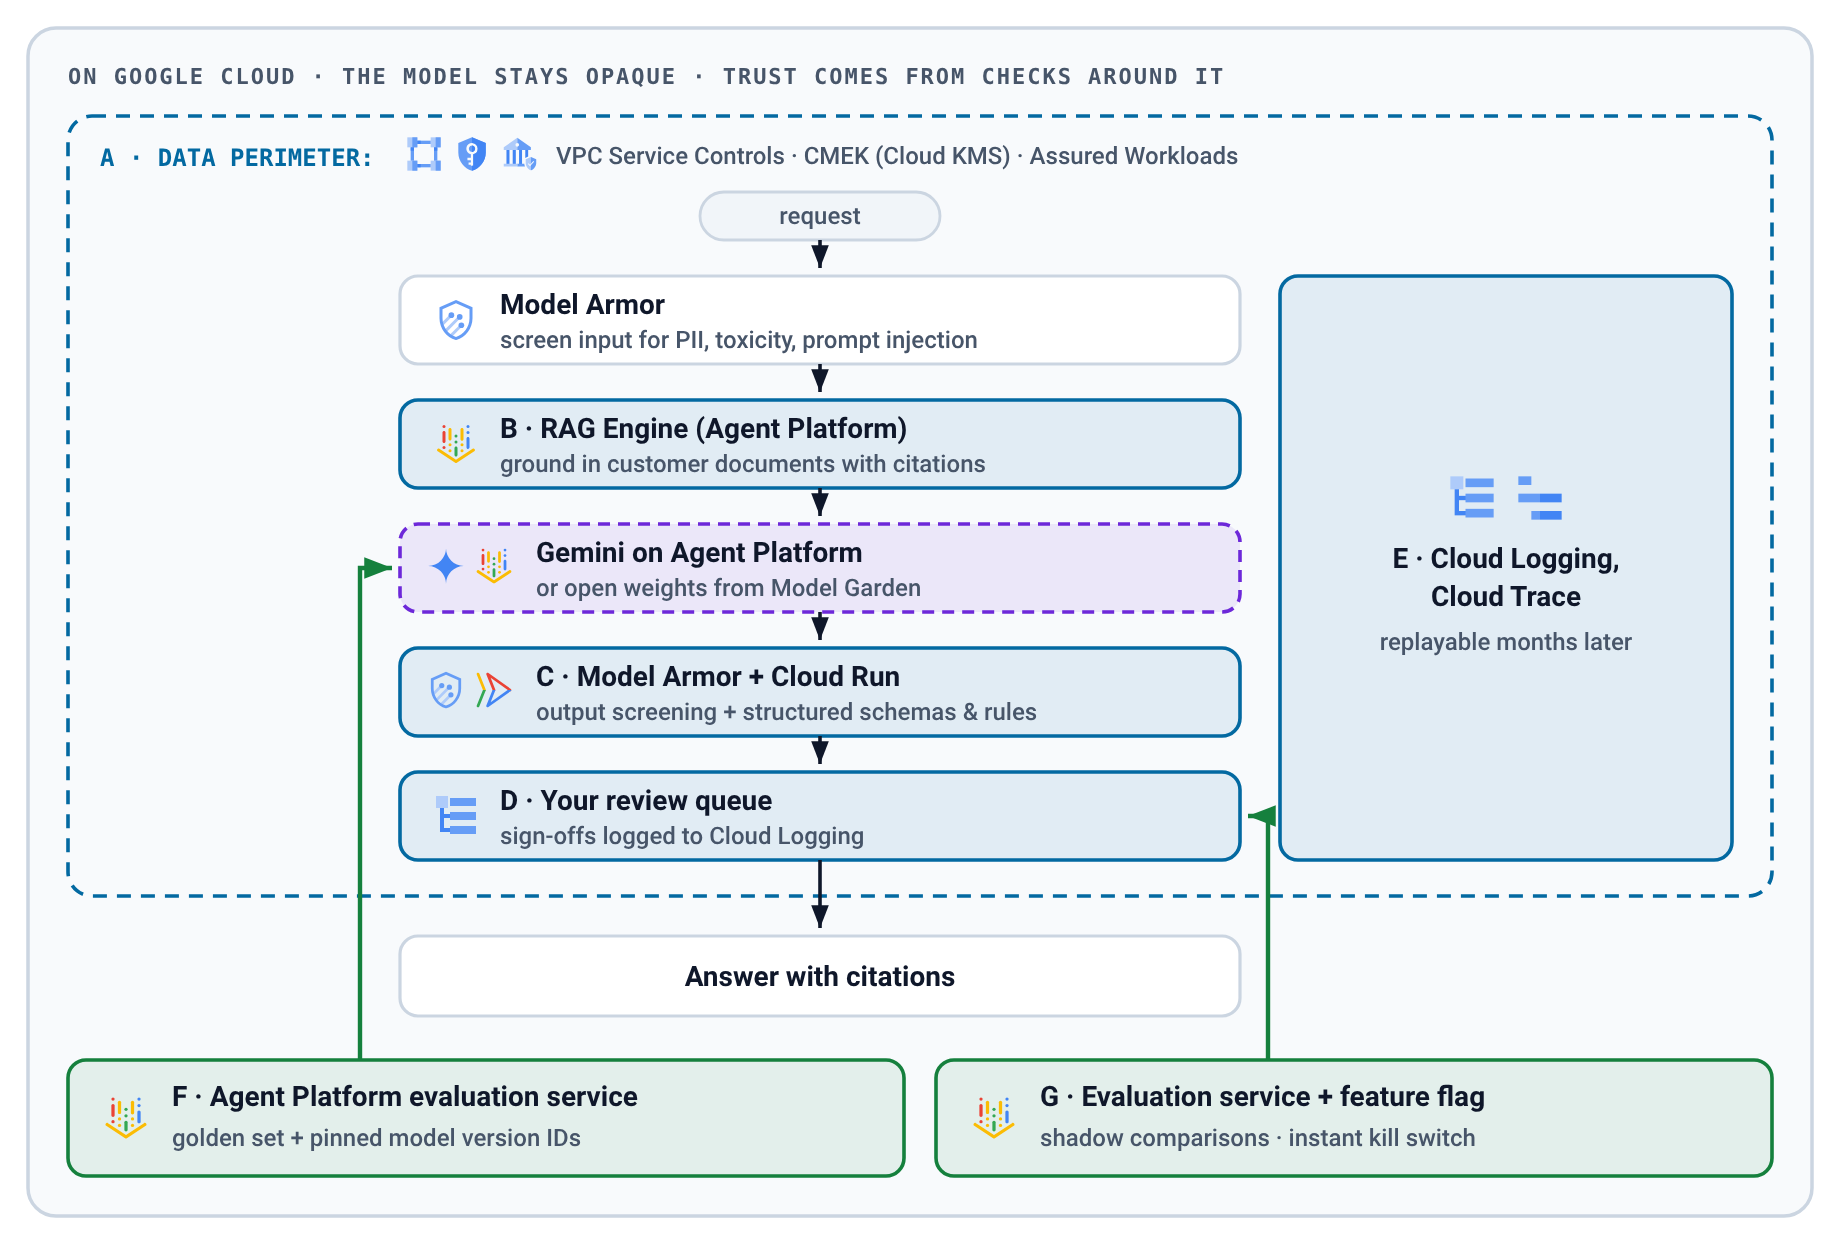 ON GOOGLE CLOUD · THE MODEL STAYS OPAQUE · TRUST COMES FROM CHECKS AROUND IT
A · DATA PERIMETER: VPC Service Controls · CMEK (Cloud KMS) · Assured Workloads
request
Model Armor
screen input for PII, toxicity, prompt injection
B · RAG Engine (Agent Platform)
ground in customer documents with citations
Gemini on Agent Platform
or open weights from Model Garden
C · Model Armor + Cloud Run
output screening + structured schemas & rules
D · Your review queue
sign-offs logged to Cloud Logging
E · Cloud Logging,
Cloud Trace
replayable months later
Answer with citations
F · Agent Platform evaluation service
golden set + pinned model version IDs
G · Evaluation service + feature flag
shadow comparisons · instant kill switch